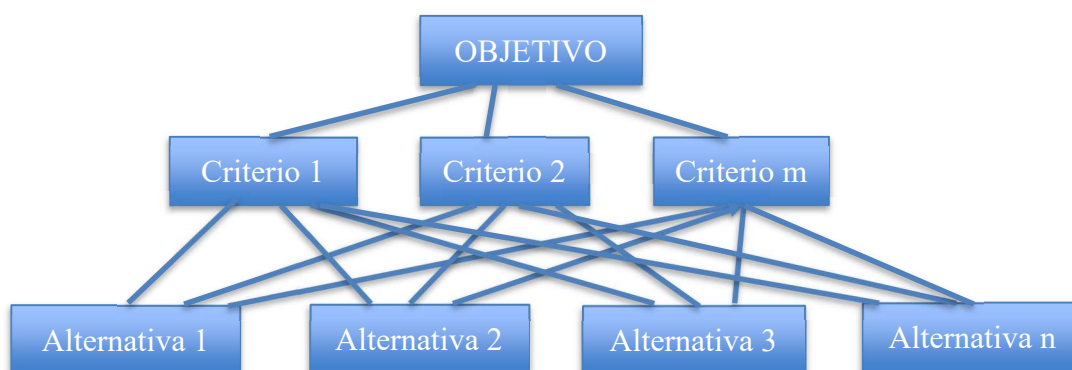 OBJETIVO
Criterio 1
Criterio 2
Criterio m
Alternativa 1
Alternativa 2
Alternativa 3
Alternativa n